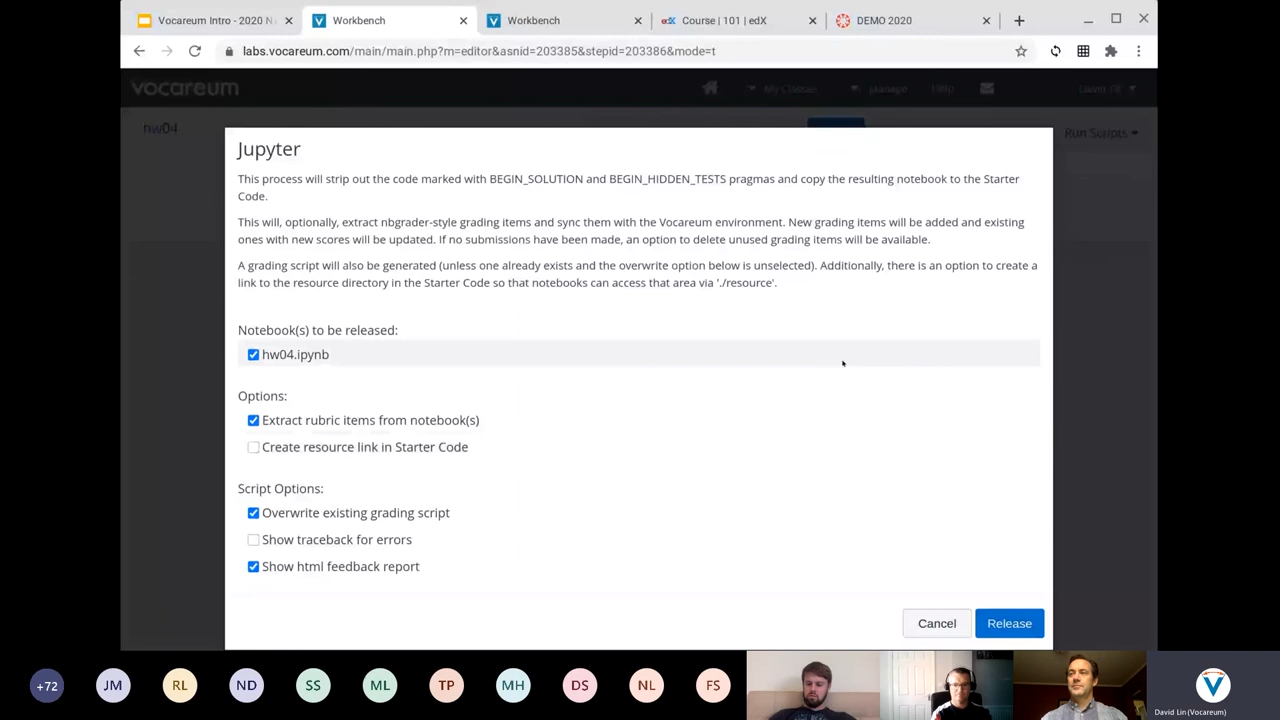 Vocareum Intro - 2020 N
Workbench
Workbench
Course | 101 | edX
DEMO 2020
labs.vocareum.com/main/main.php?m=editor&asnid=203385&stepid=203386&mode=t
vocareum
My Classes
Manage
Help
hw04
Run Scripts
Jupyter
This process will strip out the code marked with BEGIN_SOLUTION and BEGIN_HIDDEN_TESTS pragmas and copy the resulting notebook to the Starter
Code.
This will, optionally, extract nbgrader-style grading items and sync them with the Vocareum environment. New grading items will be added and existing
ones with new scores will be updated. If no submissions have been made, an option to delete unused grading items will be available.
A grading script will also be generated (unless one already exists and the overwrite option below is unselected). Additionally, there is an option to create a
link to the resource directory in the Starter Code so that notebooks can access that area via './resource'.
Notebook(s) to be released:
hw04.ipynb
Options:
Extract rubric items from notebook(s)
Create resource link in Starter Code
Script Options:
Overwrite existing grading script
Show traceback for errors
Show html feedback report
Cancel
Release
+72
JM
RL
ND
SS
ML
TP
MH
DS
NL
FS
David Lin (Vocareum)